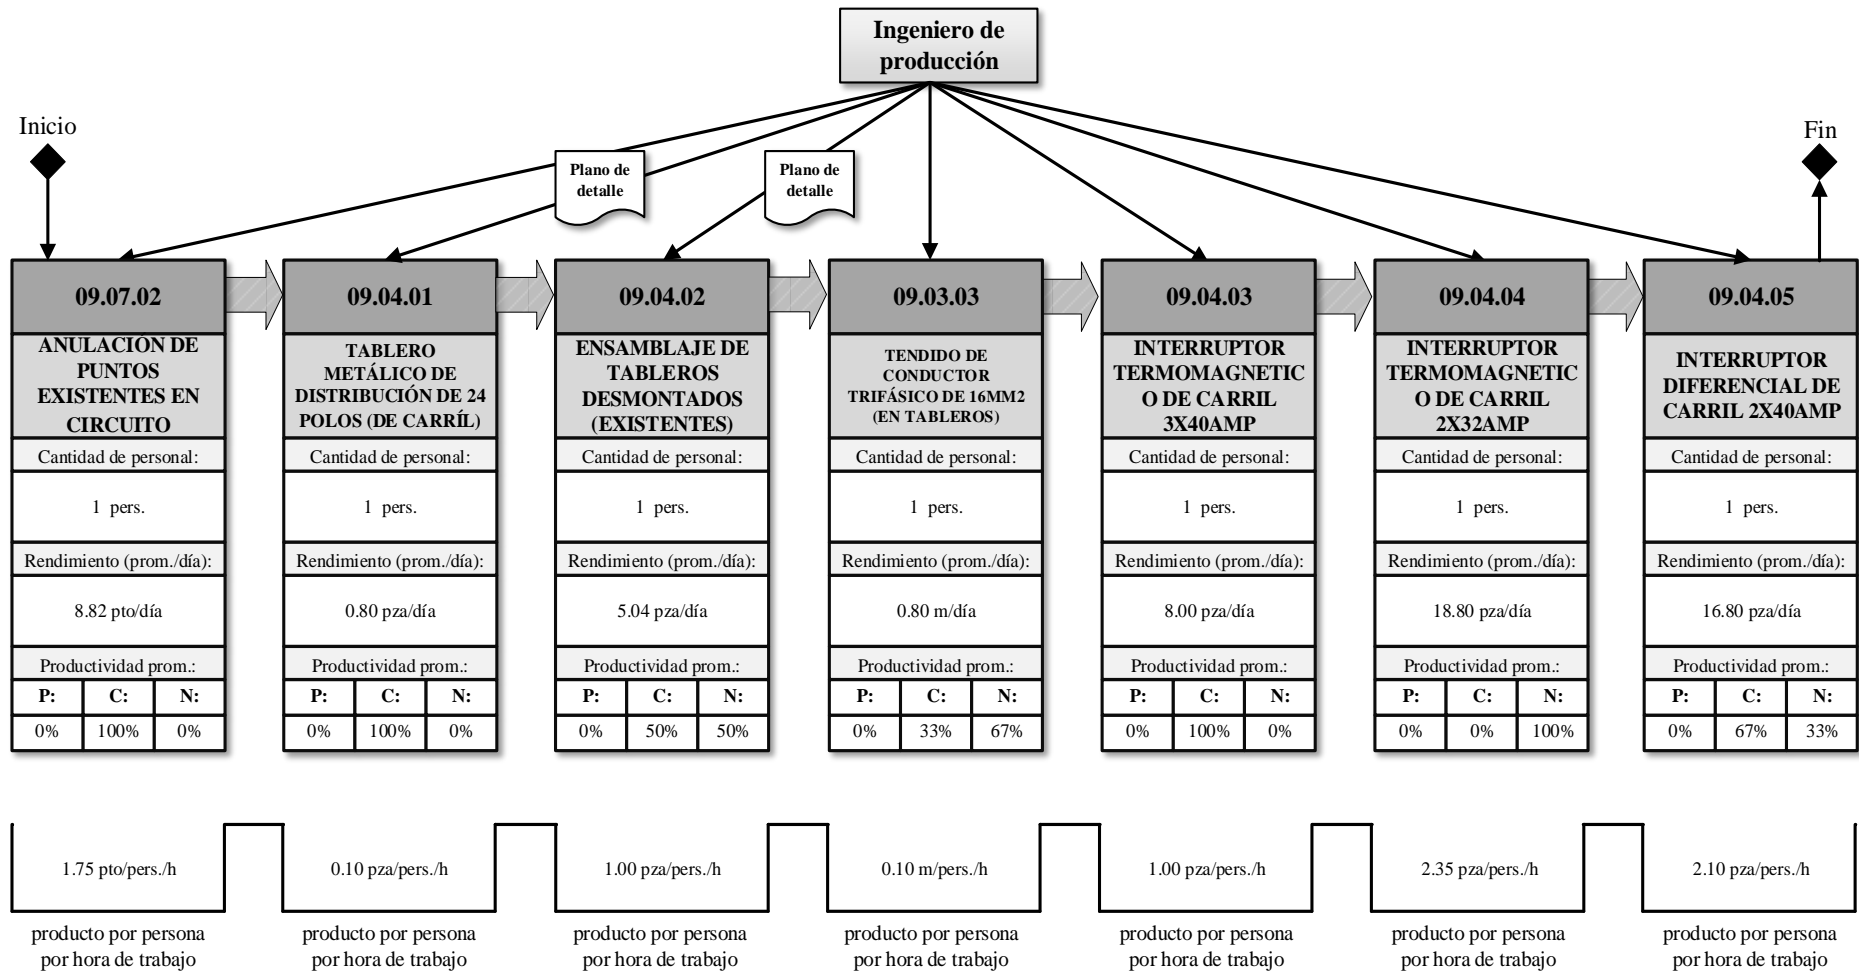 Ingeniero de
producción
Inicio
Fin
Plano de
detalle
Plano de
detalle
09.07.02
ANULACIÓN DE
PUNTOS
EXISTENTES EN
CIRCUITO
Cantidad de personal:
1 pers.
Rendimiento (prom./día):
8.82 pto/día
Productividad prom.:
P: C: N:
0% 100% 0%
09.04.01
TABLERO
METÁLICO DE
DISTRIBUCIÓN DE 24
POLOS (DE CARRÍL)
Cantidad de personal:
1 pers.
Rendimiento (prom./día):
0.80 pza/día
Productividad prom.:
P: C: N:
0% 100% 0%
09.04.02
ENSAMBLAJE DE
TABLEROS
DESMONTADOS
(EXISTENTES)
Cantidad de personal:
1 pers.
Rendimiento (prom./día):
5.04 pza/día
Productividad prom.:
P: C: N:
0% 50% 50%
09.03.03
TENDIDO DE
CONDUCTOR
TRIFÁSICO DE 16MM2
(EN TABLEROS)
Cantidad de personal:
1 pers.
Rendimiento (prom./día):
0.80 m/día
Productividad prom.:
P: C: N:
0% 33% 67%
09.04.03
INTERRUPTOR
TERMOMAGNETIC
O DE CARRIL
3X40AMP
Cantidad de personal:
1 pers.
Rendimiento (prom./día):
8.00 pza/día
Productividad prom.:
P: C: N:
0% 100% 0%
09.04.04
INTERRUPTOR
TERMOMAGNETIC
O DE CARRIL
2X32AMP
Cantidad de personal:
1 pers.
Rendimiento (prom./día):
18.80 pza/día
Productividad prom.:
P: C: N:
0% 0% 100%
09.04.05
INTERRUPTOR
DIFERENCIAL DE
CARRIL 2X40AMP
Cantidad de personal:
1 pers.
Rendimiento (prom./día):
16.80 pza/día
Productividad prom.:
P: C: N:
0% 67% 33%
1.75 pto/pers./h
producto por persona
por hora de trabajo
0.10 pza/pers./h
producto por persona
por hora de trabajo
1.00 pza/pers./h
producto por persona
por hora de trabajo
0.10 m/pers./h
producto por persona
por hora de trabajo
1.00 pza/pers./h
producto por persona
por hora de trabajo
2.35 pza/pers./h
producto por persona
por hora de trabajo
2.10 pza/pers./h
producto por persona
por hora de trabajo